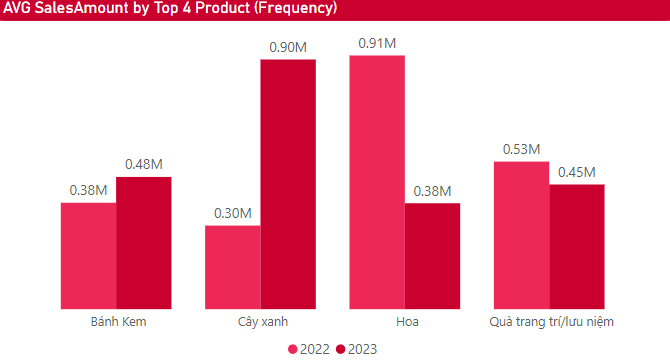 AVG SalesAmount by Top 4 Product (Frequency)
0.38M 0.48M 0.30M 0.90M 0.91M 0.38M 0.53M 0.45M
Bánh Kem Cây xanh Hoa Quà trang trí/lưu niệm
2022 2023